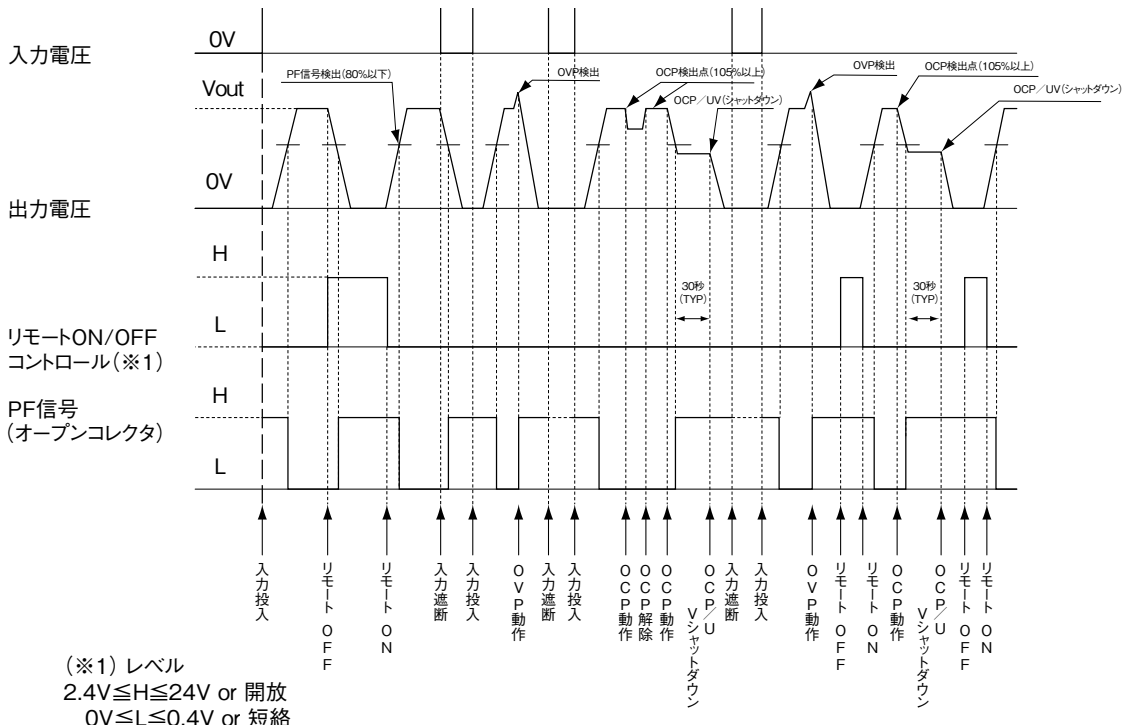 入力電圧
0V
Vout
PF信号検出(80%以下)
OVP検出
OCP検出点(105%以上)
OCP／UV(シャットダウン)
OVP検出
OCP検出点(105%以上)
OCP／UV(シャットダウン)
0V
出力電圧
H
30秒
(TYP)
30秒
(TYP)
L
リモートON/OFF
コントロール(※1)
H
PF信号
(オープンコレクタ)
L
入力投入
リモートOFF
リモートON
入力遮断
入力投入
OVP動作
入力遮断
入力投入
OCP動作
OCP解除
OCP動作
OCP／U
Vシャットダウン
入力遮断
入力投入
OVP動作
リモートOFF
リモートON
OCP動作
OCP／U
Vシャットダウン
リモートOFF
リモートON
(※1) レベル
2.4V≦H≦24V or 開放
0V≦L≦0.4V or 短絡